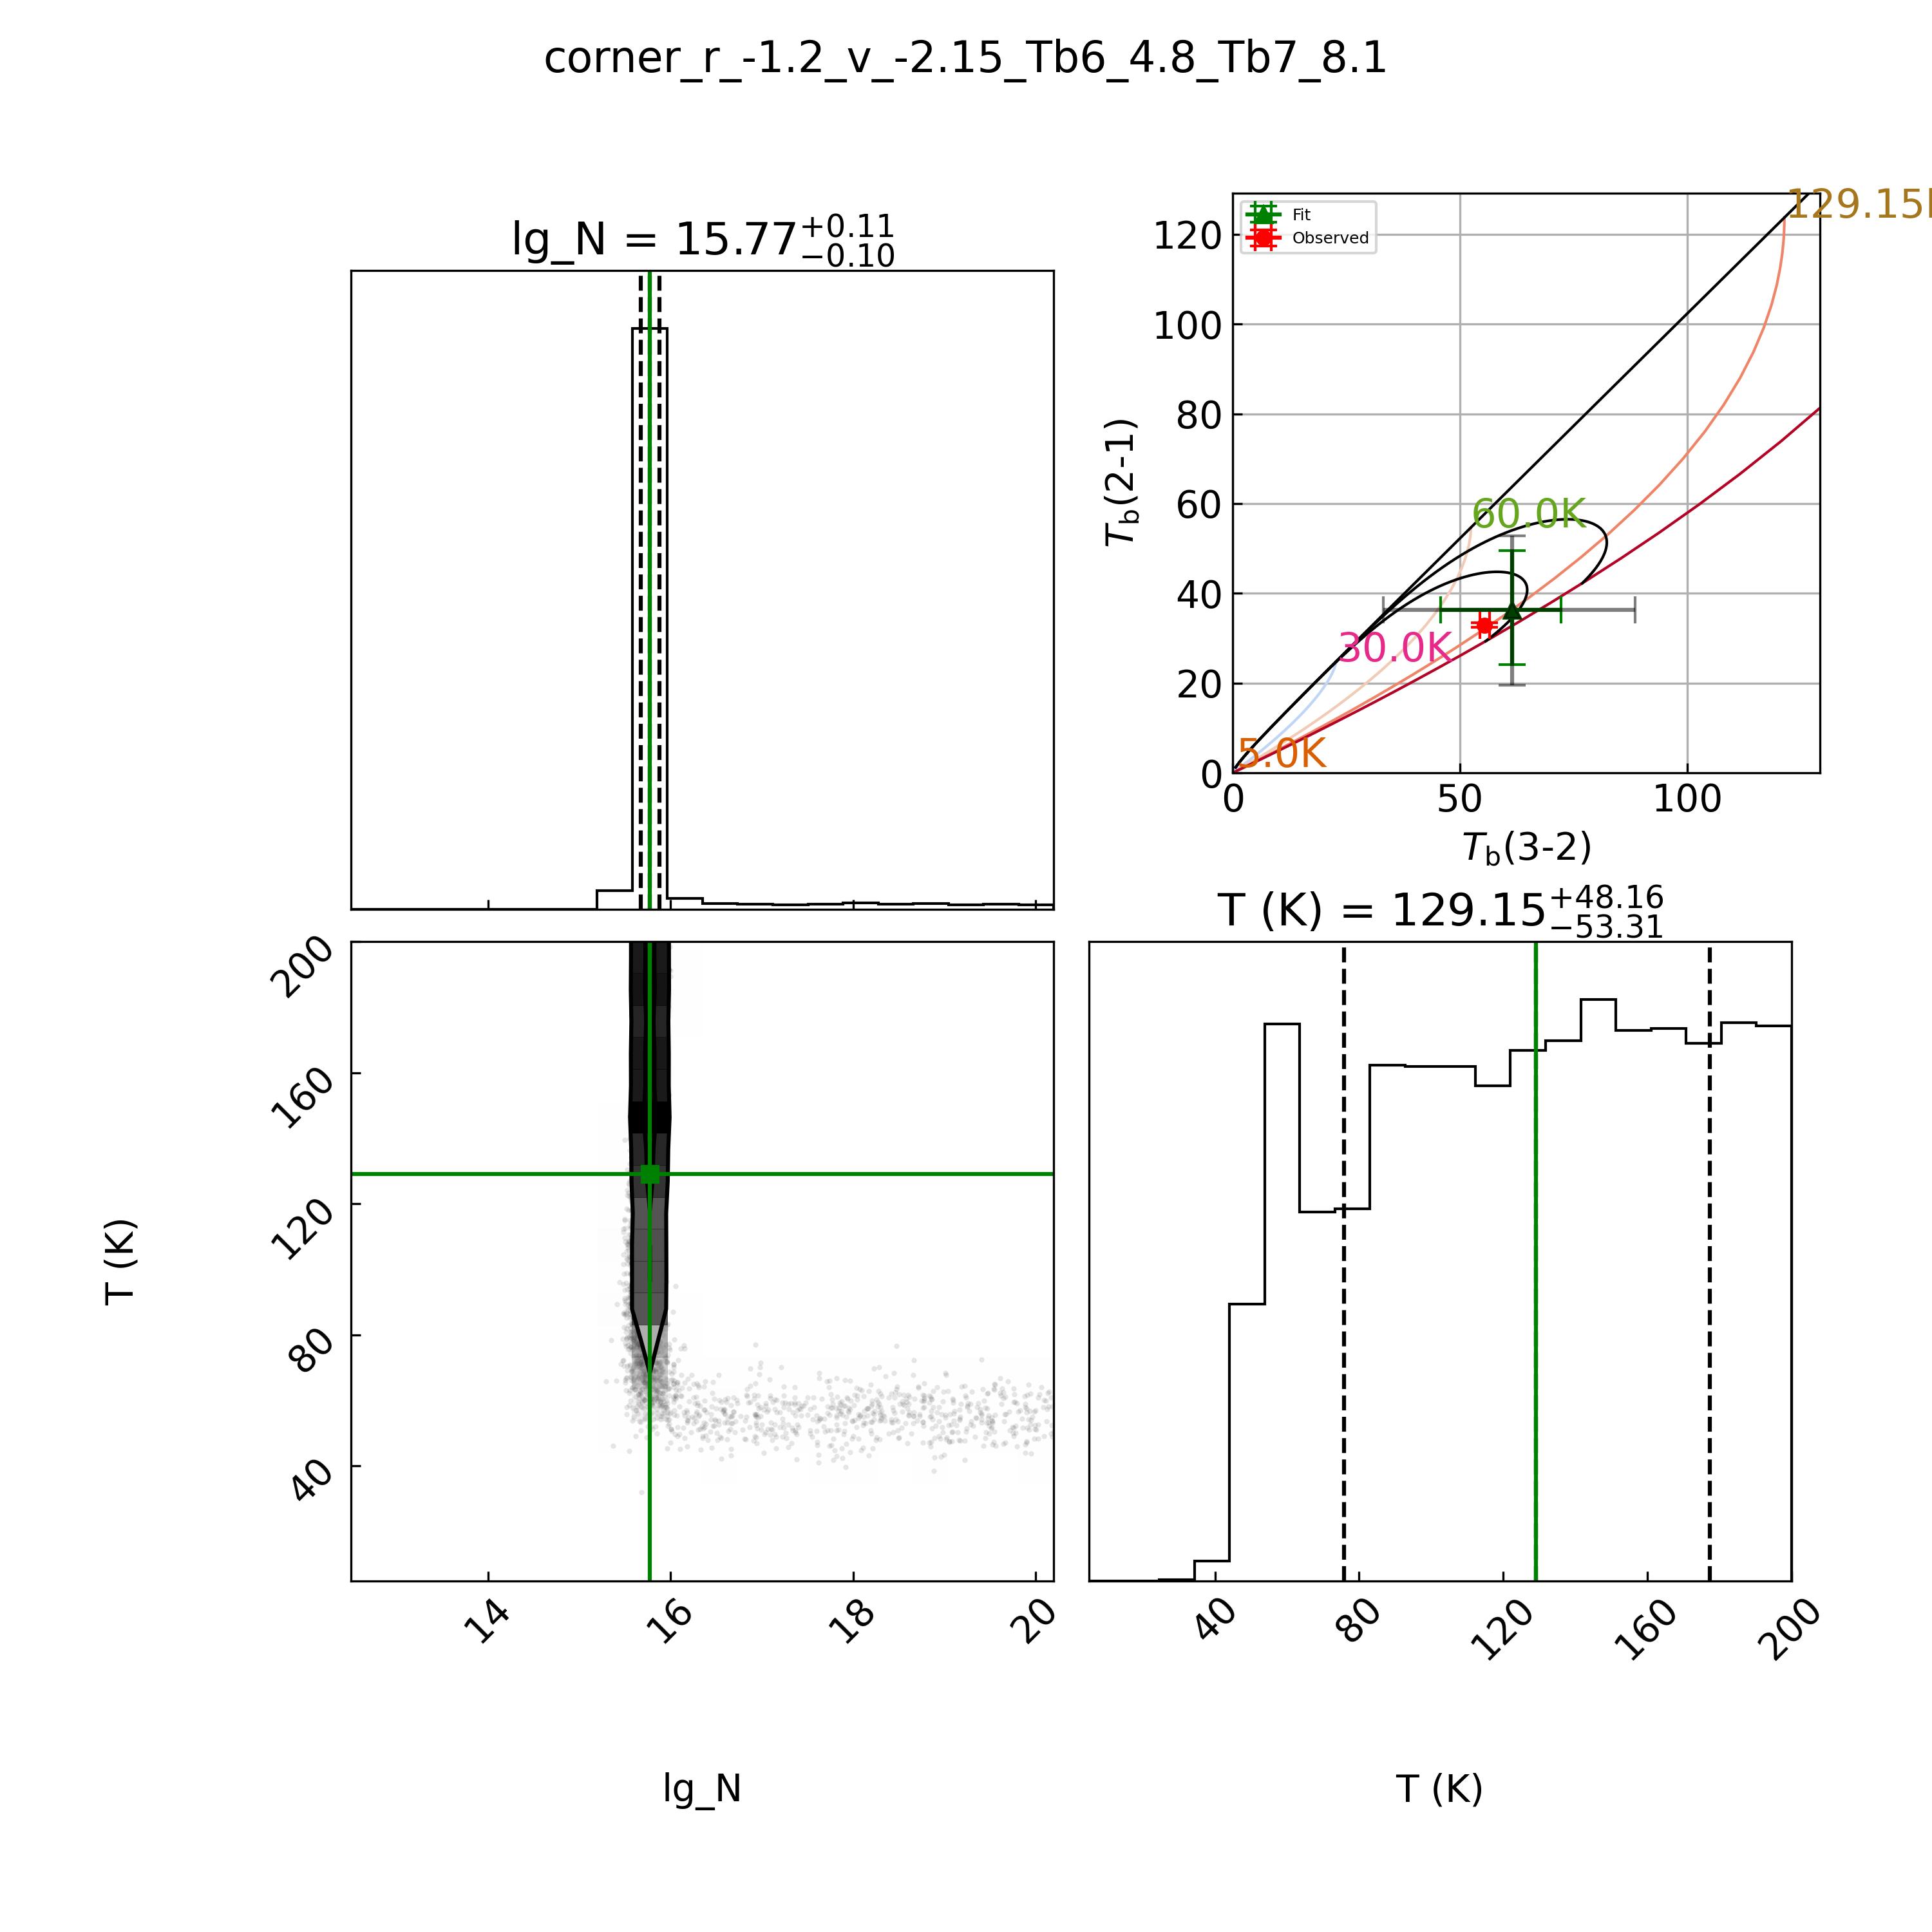 corner_r_-1.2_v_-2.15_Tb6_4.8_Tb7_8.1
lg_N = 15.77+0.11
−0.10
129.15
Fit
Observed
120
100
80
60
40
20
0
60.0K
30.0K
5.0K
0 50 100
Tb(2-1)
Tb(3-2)
T (K) = 129.15+48.16
−53.31
200
160
120
80
40
T (K)
14 16 18 20
40 80 120 160 200
lg_N
T (K)